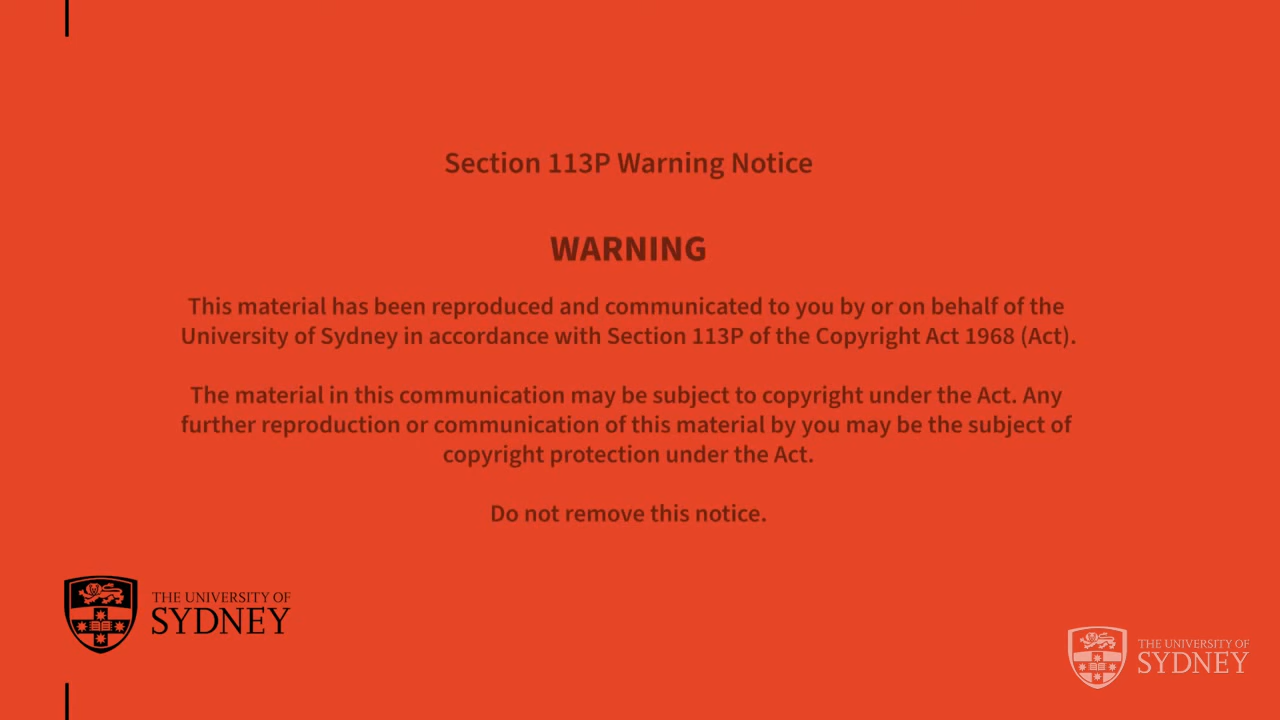 Section 113P Warning Notice
WARNING
This material has been reproduced and communicated to you by or on behalf of the
University of Sydney in accordance with Section 113P of the Copyright Act 1968 (Act).
The material in this communication may be subject to copyright under the Act. Any
further reproduction or communication of this material by you may be the subject of
copyright protection under the Act.
Do not remove this notice.
THE UNIVERSITY OF
SYDNEY
THE UNIVERSITY OF
SYDNEY